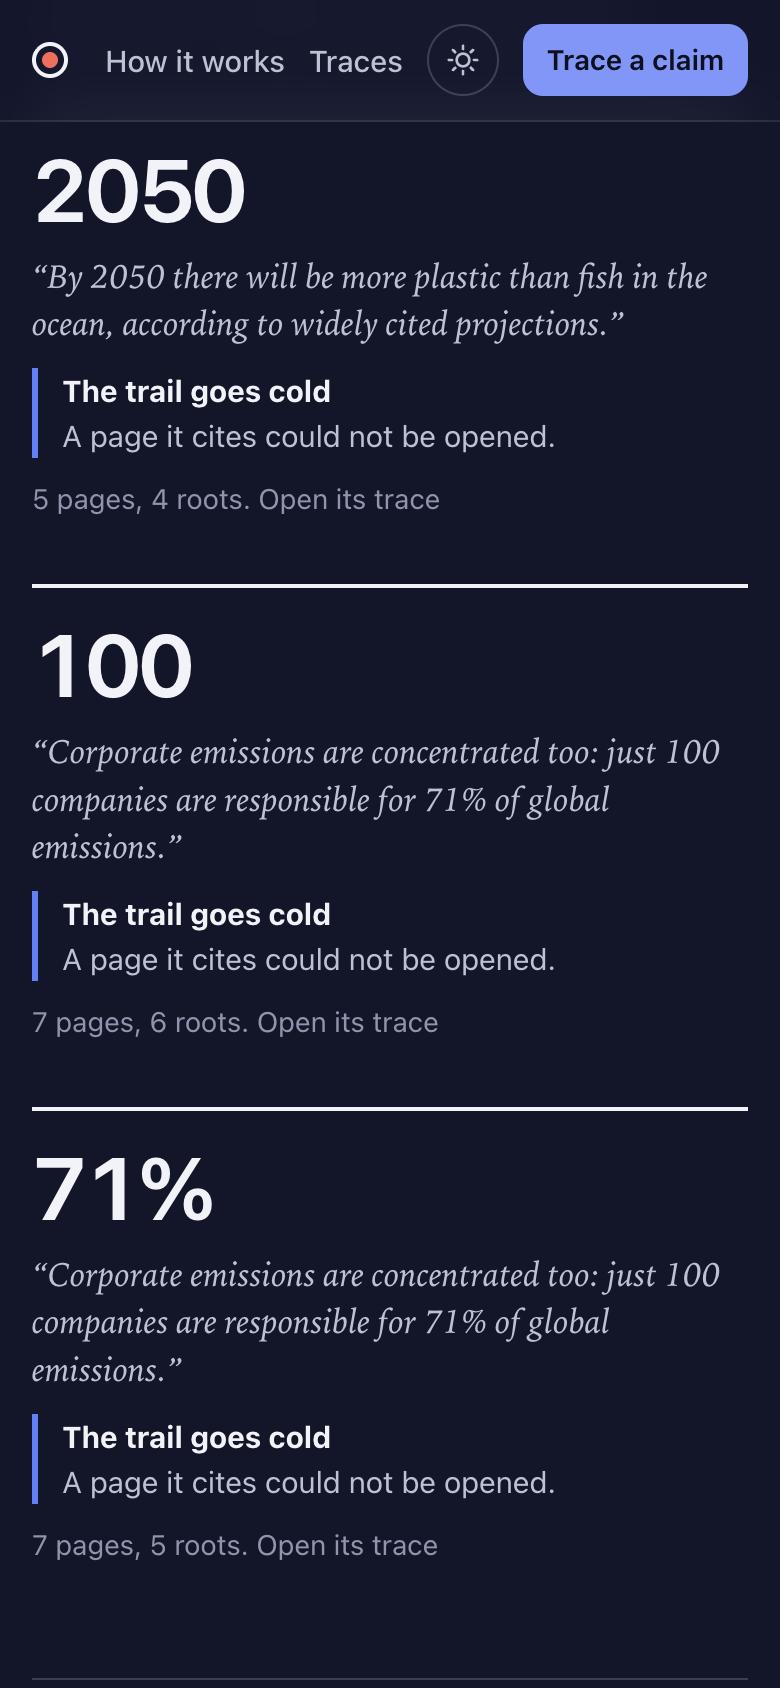 How it works Traces Trace a claim
2050
“By 2050 there will be more plastic than fish in the
ocean, according to widely cited projections.”
The trail goes cold
A page it cites could not be opened.
5 pages, 4 roots. Open its trace
100
“Corporate emissions are concentrated too: just 100
companies are responsible for 71% of global
emissions.”
The trail goes cold
A page it cites could not be opened.
7 pages, 6 roots. Open its trace
71%
“Corporate emissions are concentrated too: just 100
companies are responsible for 71% of global
emissions.”
The trail goes cold
A page it cites could not be opened.
7 pages, 5 roots. Open its trace